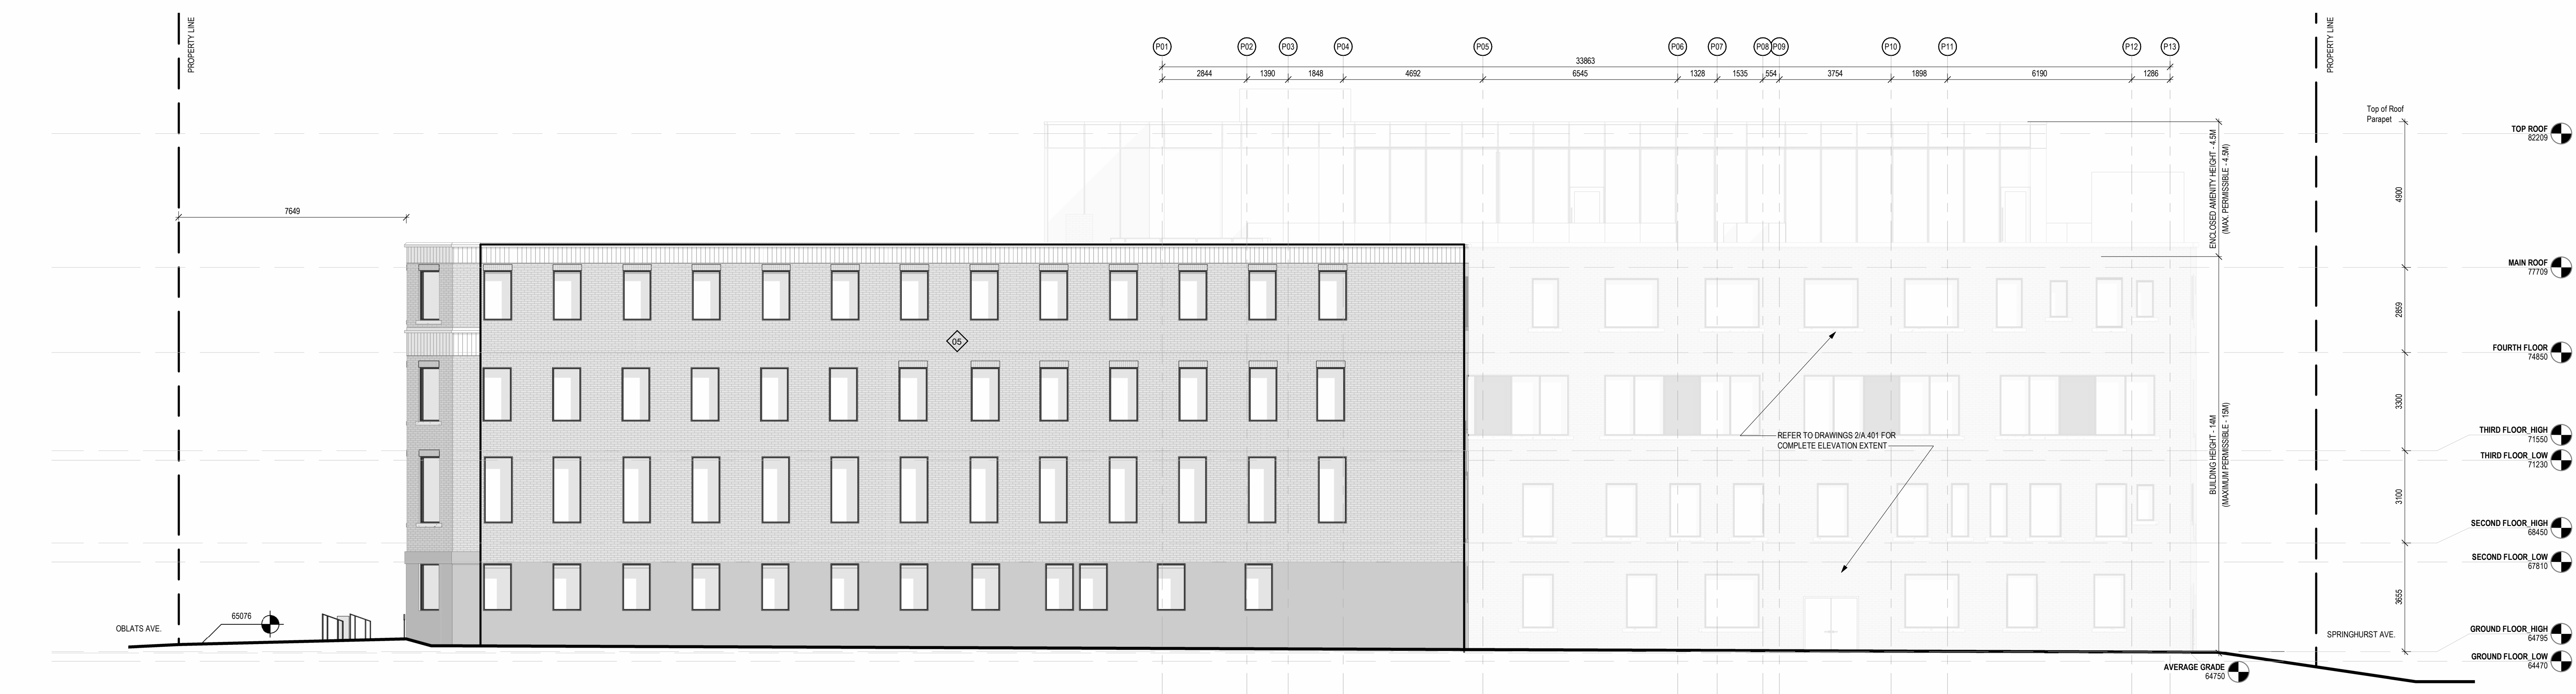 PROPERTY LINE
PROPERTY LINE
P01
P02
P03
P04
P05
P06
P07
P08
P09
P10
P11
P12
P13
33863
2844
1390
1848
4692
6545
1328
1535
554
3754
1898
6190
1286
Top of Roof
Parapet
TOP ROOF
82209
ENCLOSED AMENITY HEIGHT - 4.5M
(MAX. PERMISSIBLE - 4.5M)
4900
7649
MAIN ROOF
77709
2859
05
FOURTH FLOOR
74850
3300
BUILDING HEIGHT - 14M
(MAXIMUM PERMISSIBLE - 15M)
REFER TO DRAWINGS 2/A.401 FOR
COMPLETE ELEVATION EXTENT
THIRD FLOOR_HIGH
71550
THIRD FLOOR_LOW
71230
3100
SECOND FLOOR_HIGH
68450
SECOND FLOOR_LOW
67810
3655
65076
OBLATS AVE.
SPRINGHURST AVE.
GROUND FLOOR_HIGH
64795
GROUND FLOOR_LOW
64470
AVERAGE GRADE
64750